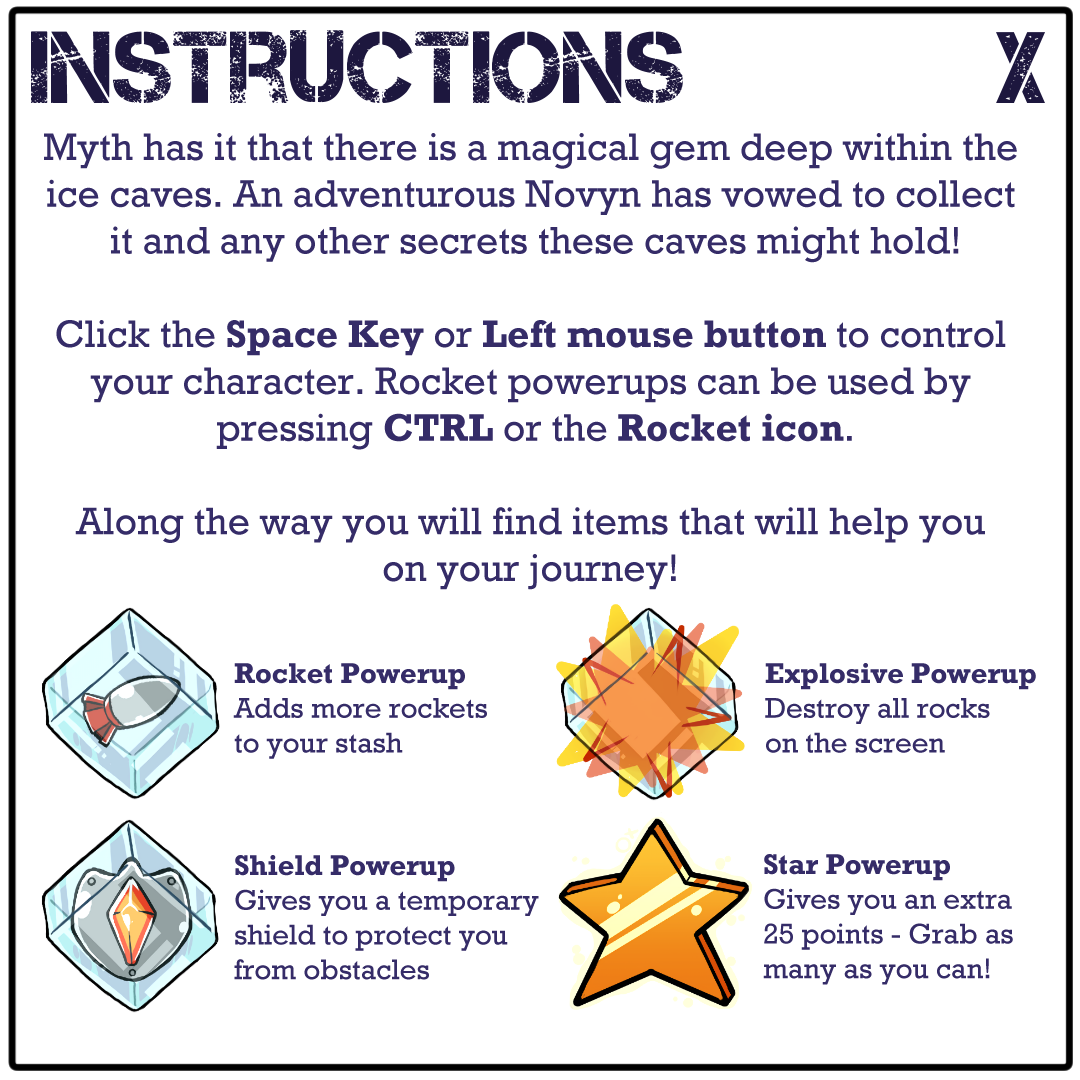 INSTRUCTIONS
X
Myth has it that there is a magical gem deep within the
ice caves. An adventurous Novyn has vowed to collect
it and any other secrets these caves might hold!
Click the Space Key or Left mouse button to control
your character. Rocket powerups can be used by
pressing CTRL or the Rocket icon.
Along the way you will find items that will help you
on your journey!
Rocket Powerup
Adds more rockets
to your stash
Explosive Powerup
Destroy all rocks
on the screen
Shield Powerup
Gives you a temporary
shield to protect you
from obstacles
Star Powerup
Gives you an extra
25 points - Grab as
many as you can!